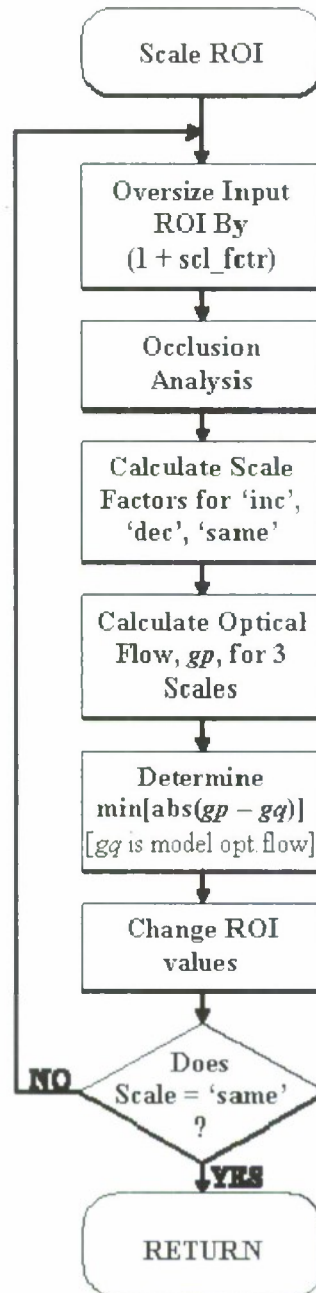 Scale ROI
Oversize Input
ROI By
(1 + scl_fctr)
Occlusion
Analysis
Calculate Scale
Factors for ‘inc’,
‘dec’, ‘same’
Calculate Optical
Flow, gp, for 3
Scales
Determine
min[abs(gp – gq)]
[gq is model opt. flow]
Change ROI
values
Does
Scale = ‘same’
?
NO
YES
RETURN